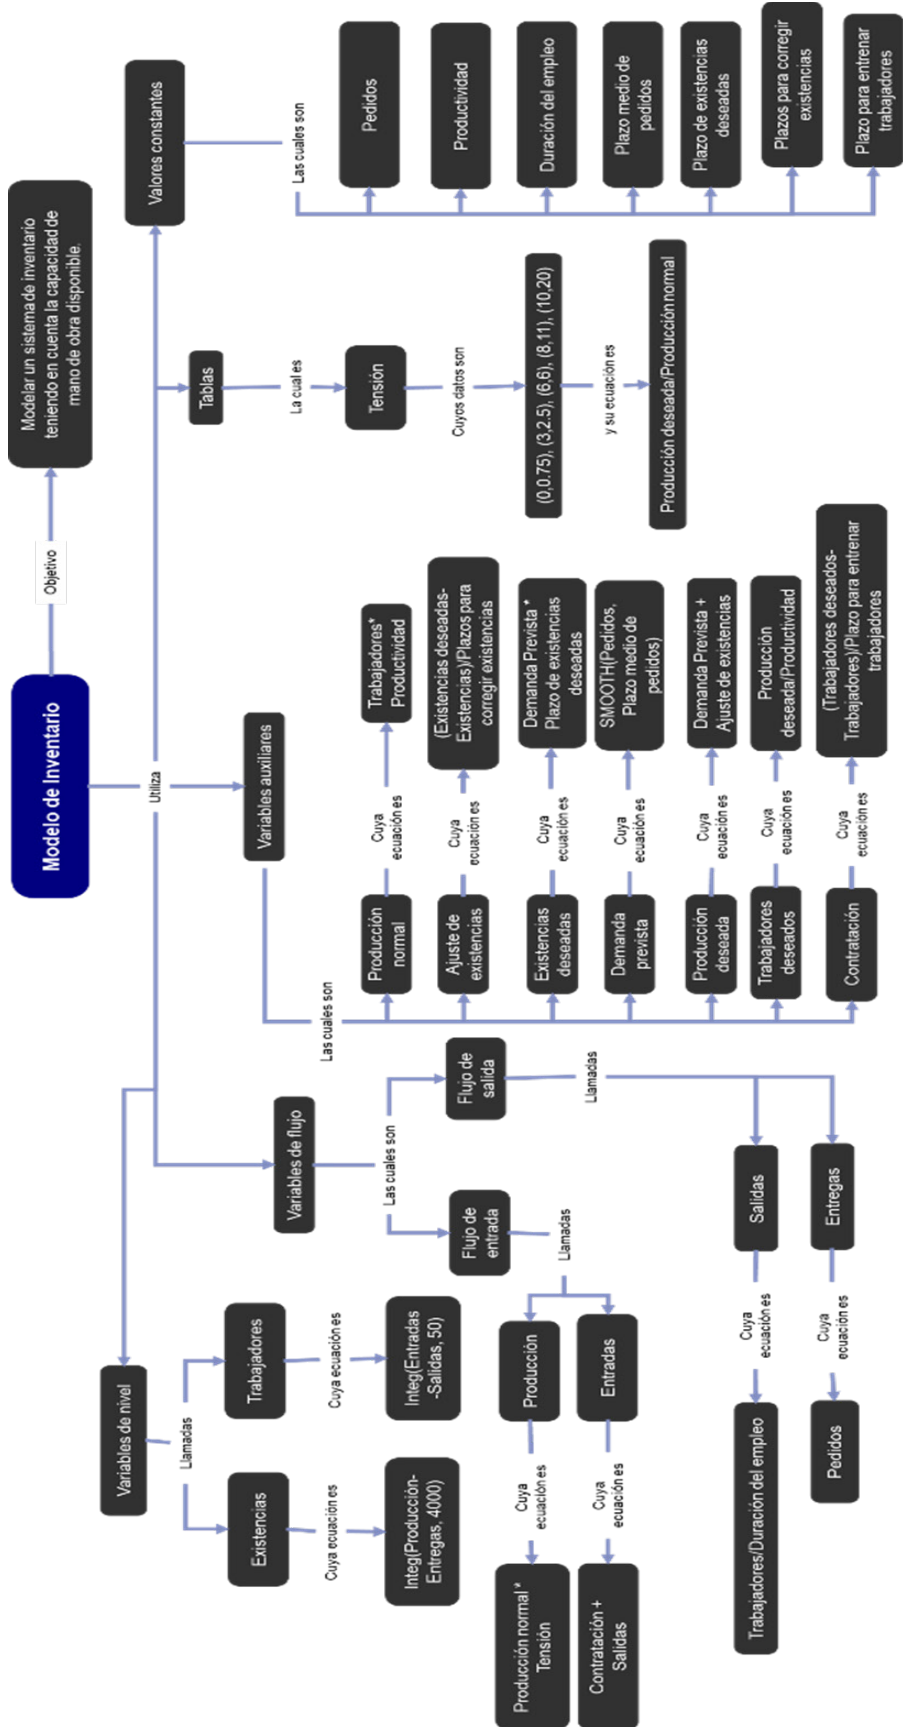 Modelo de Inventario
Objetivo
Modelar un sistema de inventario
teniendo en cuenta la capacidad de
mano de obra disponible.
Utiliza
Variables de nivel
Llamadas
Existencias
Cuya ecuación es
Integ(Producción-
Entregas, 4000)
Trabajadores
Cuya ecuación es
Integ(Entradas
-Salidas, 50)
Variables de flujo
Las cuales son
Flujo de
entrada
Llamadas
Producción
Cuya
ecuación es
Producción normal *
Tensión
Entradas
Cuya
ecuación es
Contratación +
Salidas
Flujo de
salida
Llamadas
Salidas
Cuya
ecuación es
Trabajadores/Duración del empleo
Entregas
Cuya
ecuación es
Pedidos
Variables auxiliares
Las cuales son
Producción
normal
Cuya
ecuación es
Trabajadores*
Productividad
Ajuste de
existencias
Cuya
ecuación es
(Existencias deseadas-
Existencias)/Plazos para
corregir existencias
Existencias
deseadas
Cuya
ecuación es
Demanda Prevista *
Plazo de existencias
deseadas
Demanda
prevista
Cuya
ecuación es
SMOOTH(Pedidos,
Plazo medio de
pedidos)
Producción
deseada
Cuya
ecuación es
Demanda Prevista +
Ajuste de existencias
Trabajadores
deseados
Cuya
ecuación es
Producción
deseada/Productividad
Contratación
Cuya
ecuación es
(Trabajadores deseados-
Trabajadores)/Plazo para entrenar
trabajadores
Tablas
La cual es
Tensión
Cuyos datos son
(0,0.75), (3,2.5), (6,6), (8,11), (10,20)
y su ecuación es
Producción deseada/Producción normal
Valores constantes
Las cuales son
Pedidos
Productividad
Duración del empleo
Plazo medio de
pedidos
Plazo de existencias
deseadas
Plazos para corregir
existencias
Plazo para entrenar
trabajadores